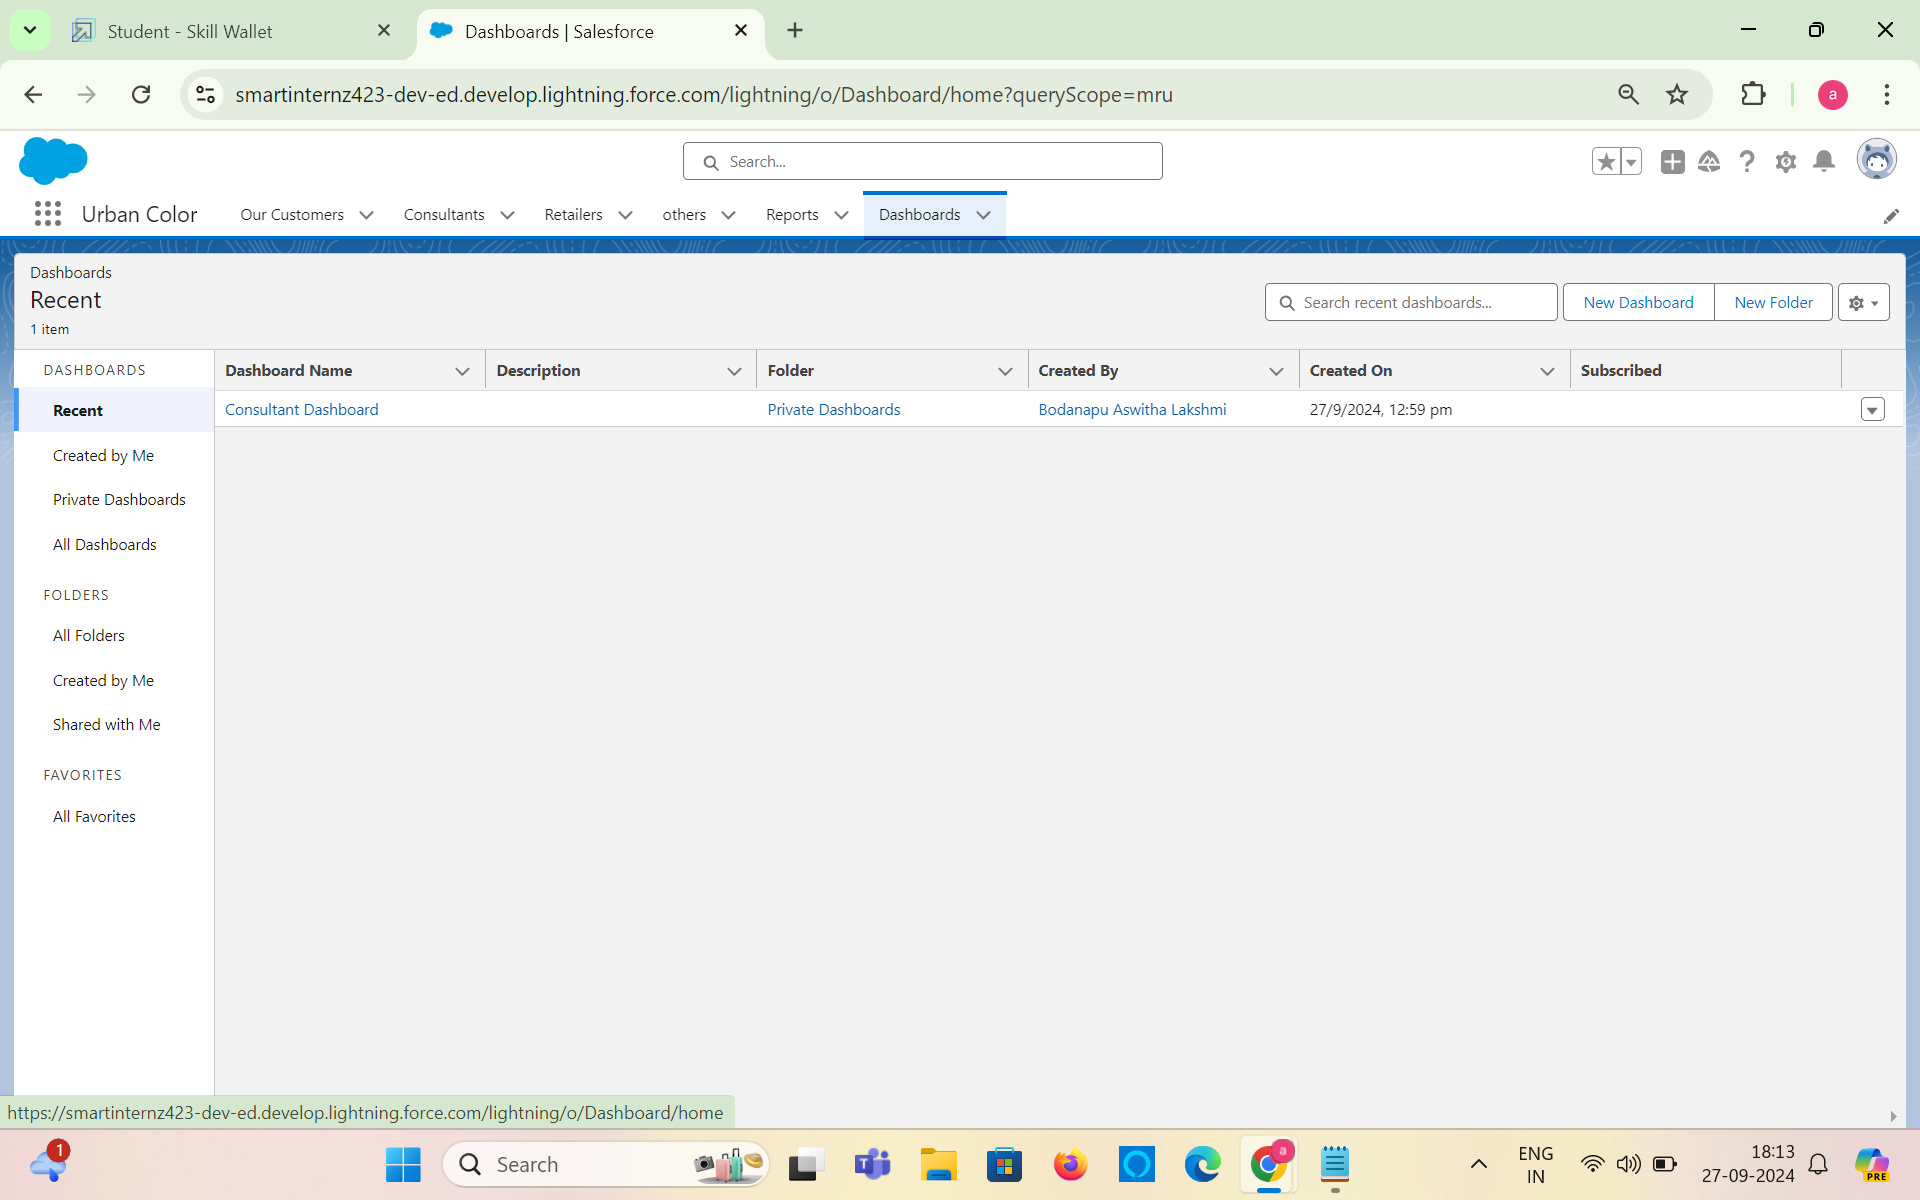 Student - Skill Wallet
Dashboards | Salesforce
smartinternz423-dev-ed.develop.lightning.force.com/lightning/o/Dashboard/home?queryScope=mru
a
Search...
Urban Color
Our Customers
Consultants
Retailers
others
Reports
Dashboards
Dashboards
Recent
1 item
Search recent dashboards...
New Dashboard
New Folder
DASHBOARDS
Recent
Created by Me
Private Dashboards
All Dashboards
FOLDERS
All Folders
Created by Me
Shared with Me
FAVORITES
All Favorites
Dashboard Name Description Folder Created By Created On Subscribed
Consultant Dashboard Private Dashboards Bodanapu Aswitha Lakshmi 27/9/2024, 12:59 pm
https://smartinternz423-dev-ed.develop.lightning.force.com/lightning/o/Dashboard/home
1
Search
a
ENG
IN
18:13
27-09-2024
PRE